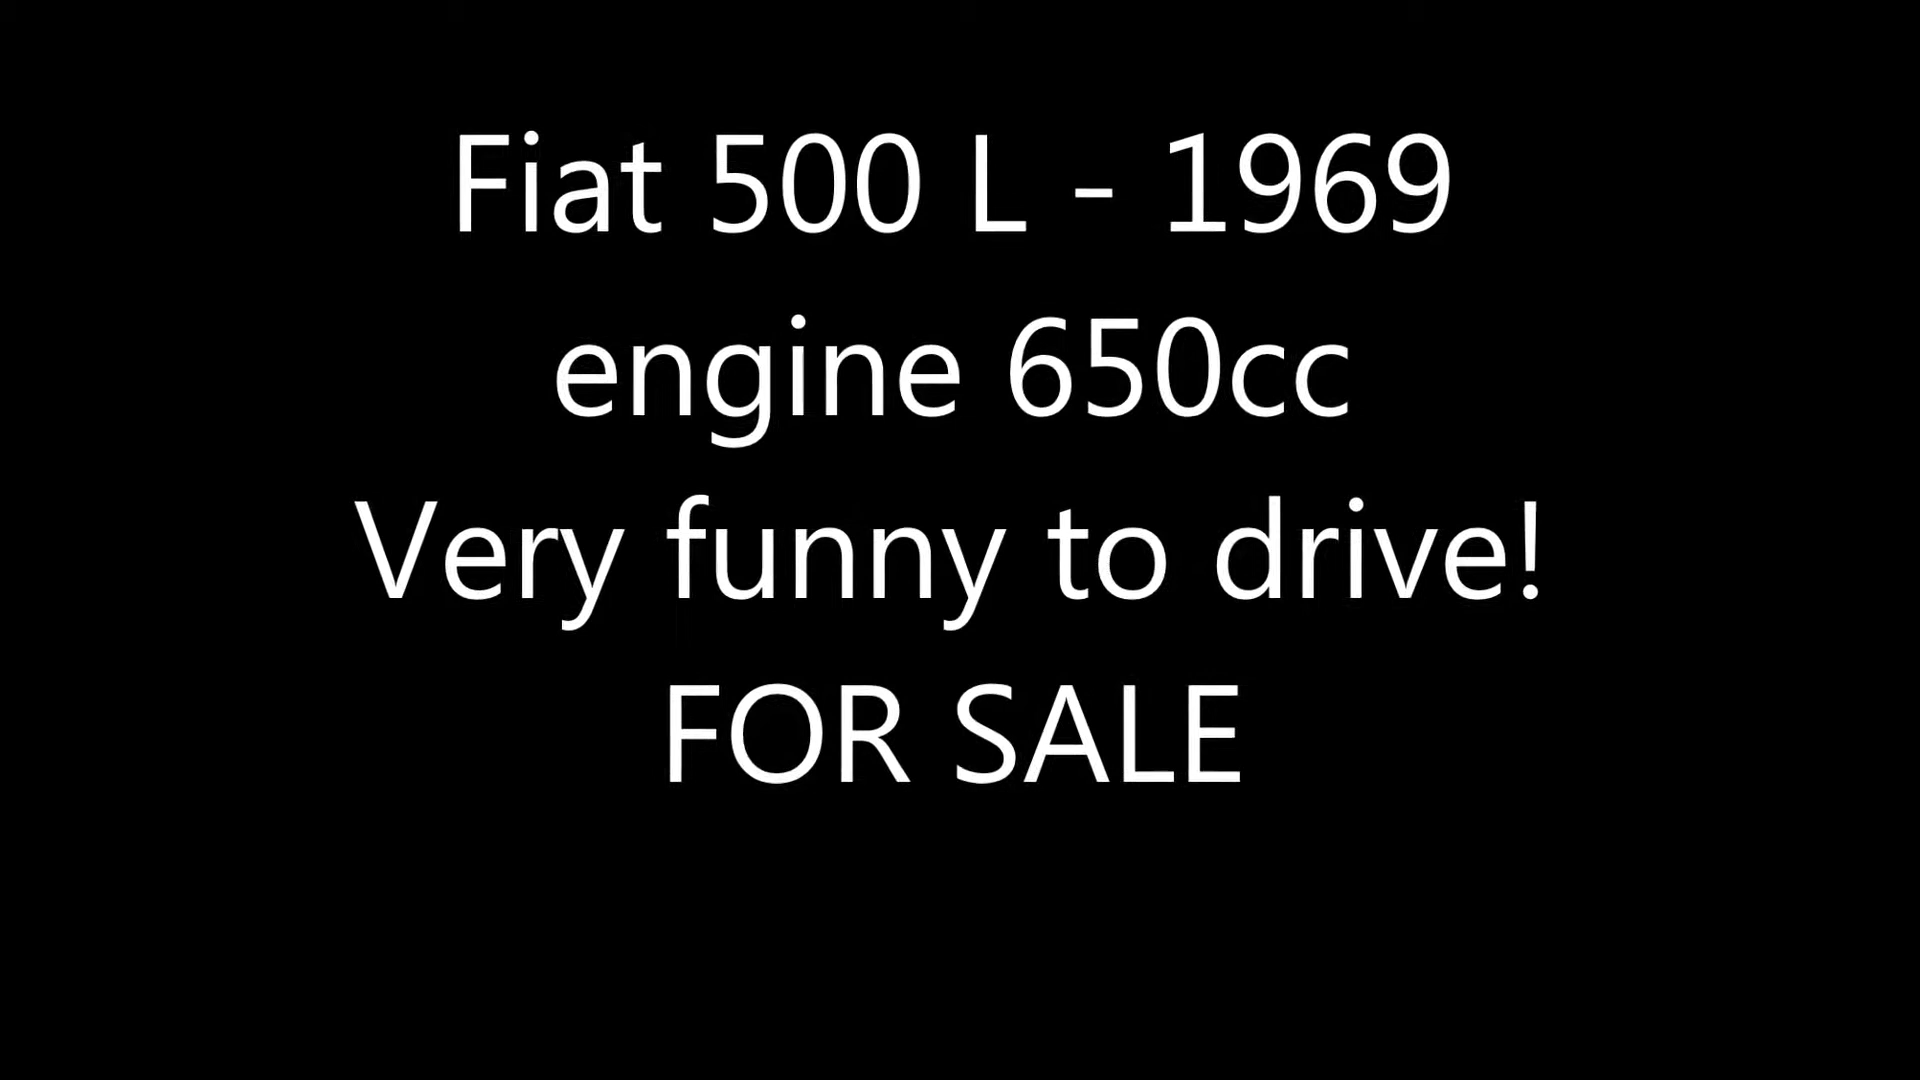 Fiat 500 L - 1969
engine 650cc
Very funny to drive!
FOR SALE